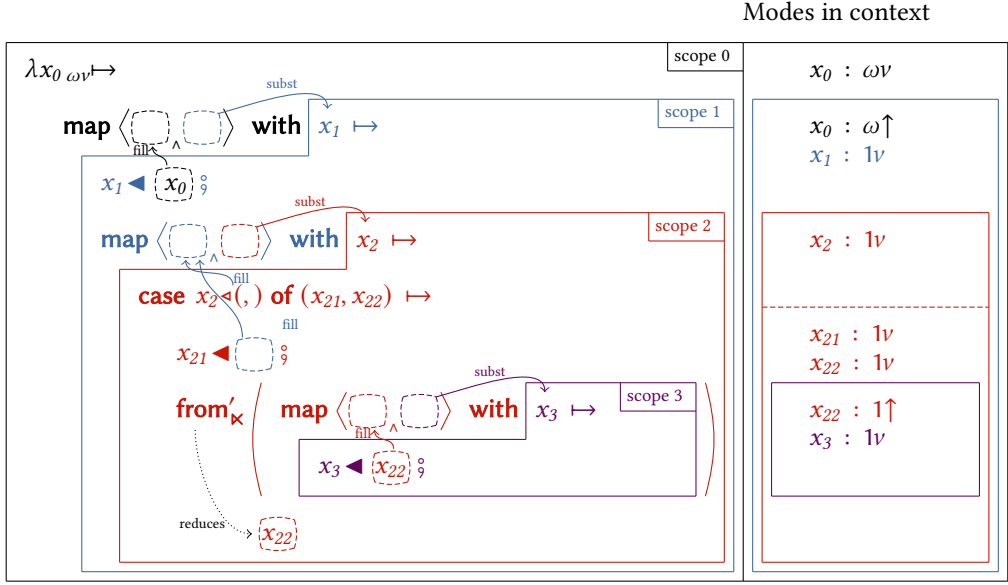 Modes in context
λx₀ ων ↦
scope 0
x₀ : ων
subst
map ⟨ ∧ ⟩ with x₁ ↦
scope 1
x₀ : ω↑
fill
x₁ : 1ν
x₁ ◀ x₀ ⨟
subst
map ⟨ ∧ ⟩ with x₂ ↦
scope 2
x₂ : 1ν
fill
case x₂ ◃(,) of (x₂₁, x₂₂) ↦
fill
x₂₁ : 1ν
x₂₁ ◀ ⨟
x₂₂ : 1ν
subst
from′⋉ ( map ⟨ ∧ ⟩ with x₃ ↦ )
scope 3
x₂₂ : 1↑
fill
x₃ : 1ν
x₃ ◀ x₂₂ ⨟
reduces
x₂₂